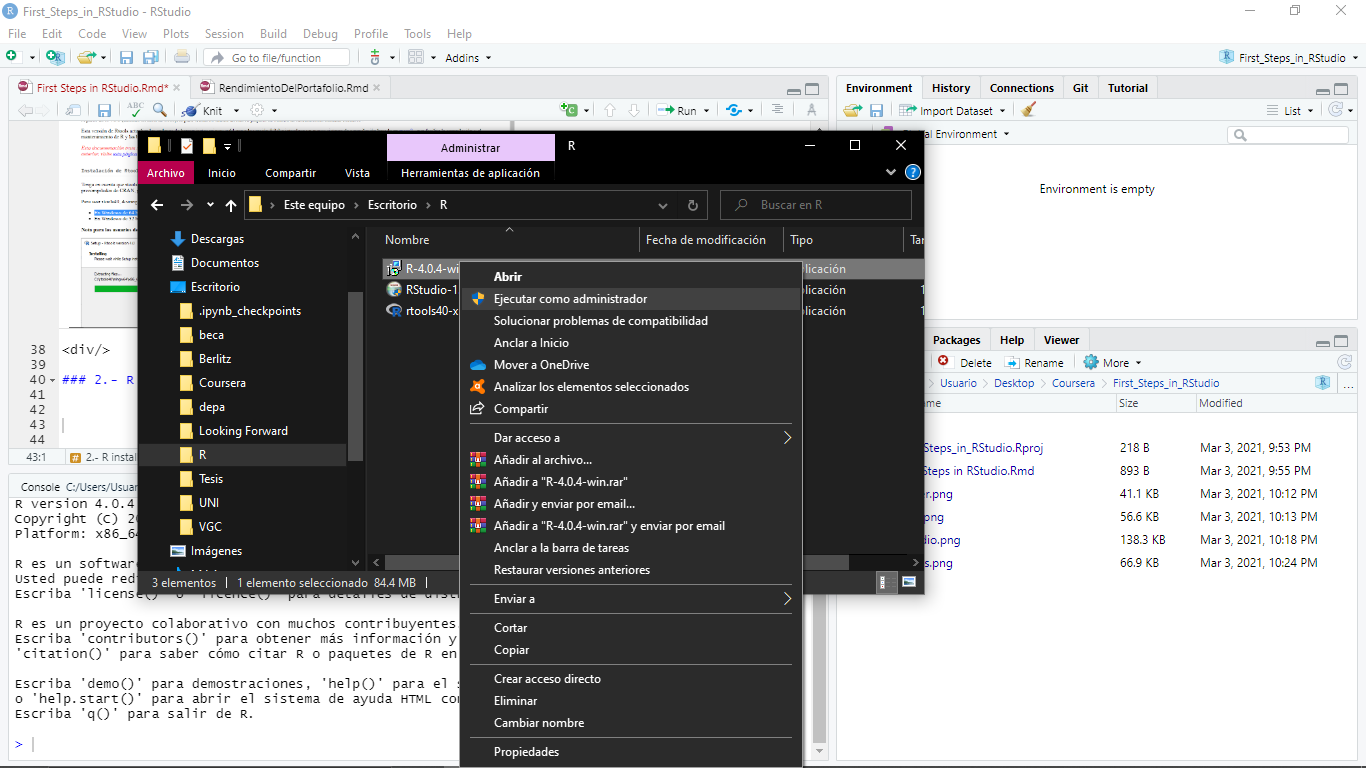 First_Steps_in_RStudio - RStudio
File Edit Code View Plots Session Build Debug Profile Tools Help
Go to file/function Addins First_Steps_in_RStudio
First Steps in RStudio.Rmd* RendimientoDelPortafolio.Rmd
Knit Run
38 <div/>
39
40 ### 2.- R
41
42
43
44
43:1 # 2.- R instal
Console C:/Users/Usuar
R version 4.0.4
Copyright (C) 20
Platform: x86_64
R es un software
Usted puede redi
Escriba 'license()' o 'licence()' para detalles de dist
R es un proyecto colaborativo con muchos contribuyentes.
Escriba 'contributors()' para obtener más información y
'citation()' para saber cómo citar R o paquetes de R en
Escriba 'demo()' para demostraciones, 'help()' para el s
o 'help.start()' para abrir el sistema de ayuda HTML con
Escriba 'q()' para salir de R.
>
Administrar R
Archivo Inicio Compartir Vista Herramientas de aplicación
Este equipo > Escritorio > R Buscar en R
Descargas
Documentos
Escritorio
.ipynb_checkpoints
beca
Berlitz
Coursera
depa
Looking Forward
R
Tesis
UNI
VGC
Imágenes
Nombre Fecha de modificación Tipo Tar
R-4.0.4-wi plicación
RStudio-1 plicación 1
rtools40-x plicación 1
3 elementos 1 elemento seleccionado 84.4 MB
Abrir
Ejecutar como administrador
Solucionar problemas de compatibilidad
Anclar a Inicio
Mover a OneDrive
Analizar los elementos seleccionados
Compartir
Dar acceso a
Añadir al archivo...
Añadir a "R-4.0.4-win.rar"
Añadir y enviar por email...
Añadir a "R-4.0.4-win.rar" y enviar por email
Anclar a la barra de tareas
Restaurar versiones anteriores
Enviar a
Cortar
Copiar
Crear acceso directo
Eliminar
Cambiar nombre
Propiedades
Environment History Connections Git Tutorial
Import Dataset List
al Environment
Environment is empty
Packages Help Viewer
Delete Rename More
Usuario > Desktop > Coursera > First_Steps_in_RStudio
me Size Modified
Steps_in_RStudio.Rproj 218 B Mar 3, 2021, 9:53 PM
Steps in RStudio.Rmd 893 B Mar 3, 2021, 9:55 PM
er.png 41.1 KB Mar 3, 2021, 10:12 PM
png 56.6 KB Mar 3, 2021, 10:13 PM
dio.png 138.3 KB Mar 3, 2021, 10:18 PM
s.png 66.9 KB Mar 3, 2021, 10:24 PM